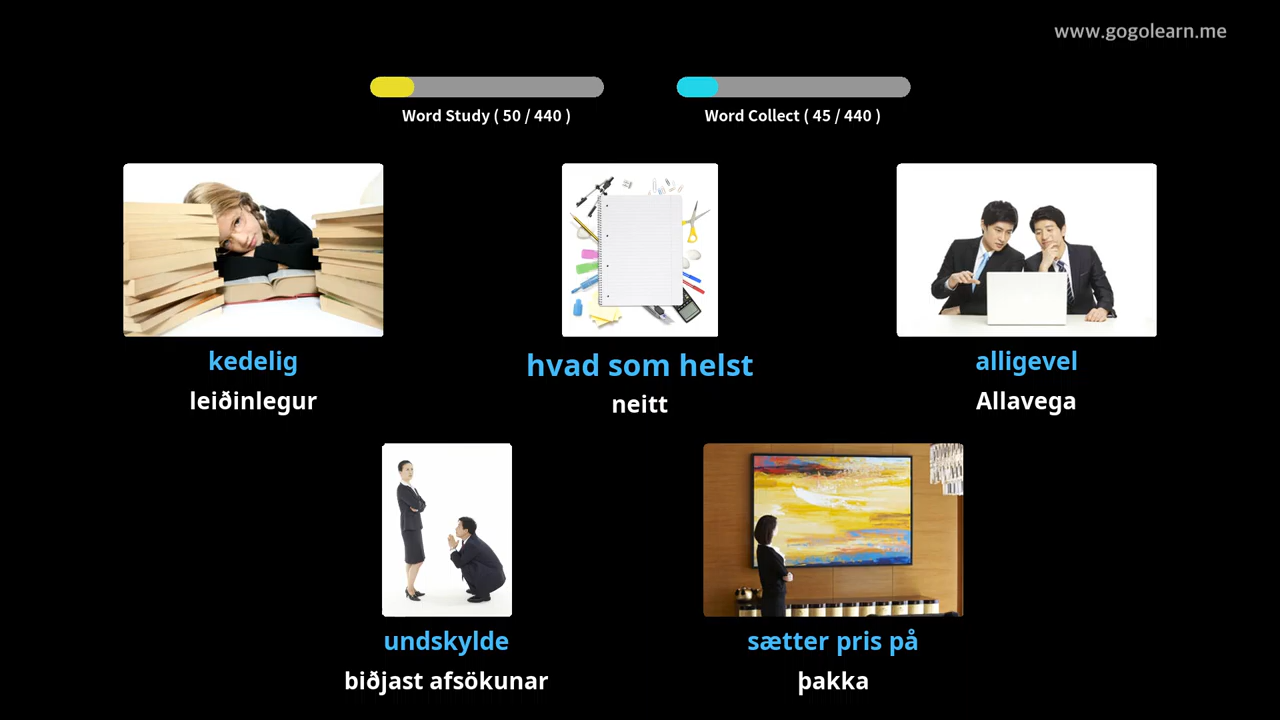 www.gogolearn.me
Word Study ( 50 / 440 )
Word Collect ( 45 / 440 )
kedelig
leiðinlegur
hvad som helst
neitt
alligevel
Allavega
undskylde
biðjast afsökunar
sætter pris på
þakka